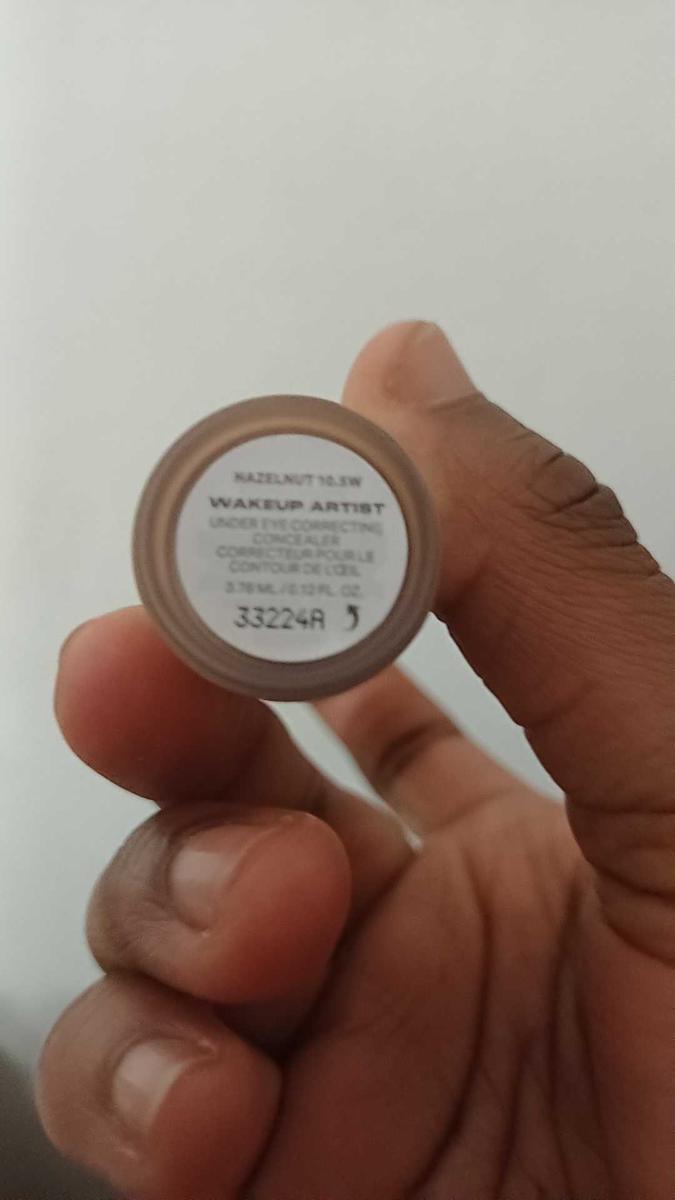 HAZELNUT 10.5W
WAKEUP ARTIST
UNDER EYE CORRECTING
CONCEALER
CORRECTEUR POUR LE
CONTOUR DE L'ŒIL
3.76 ML / 0.12 FL. OZ.
33224A